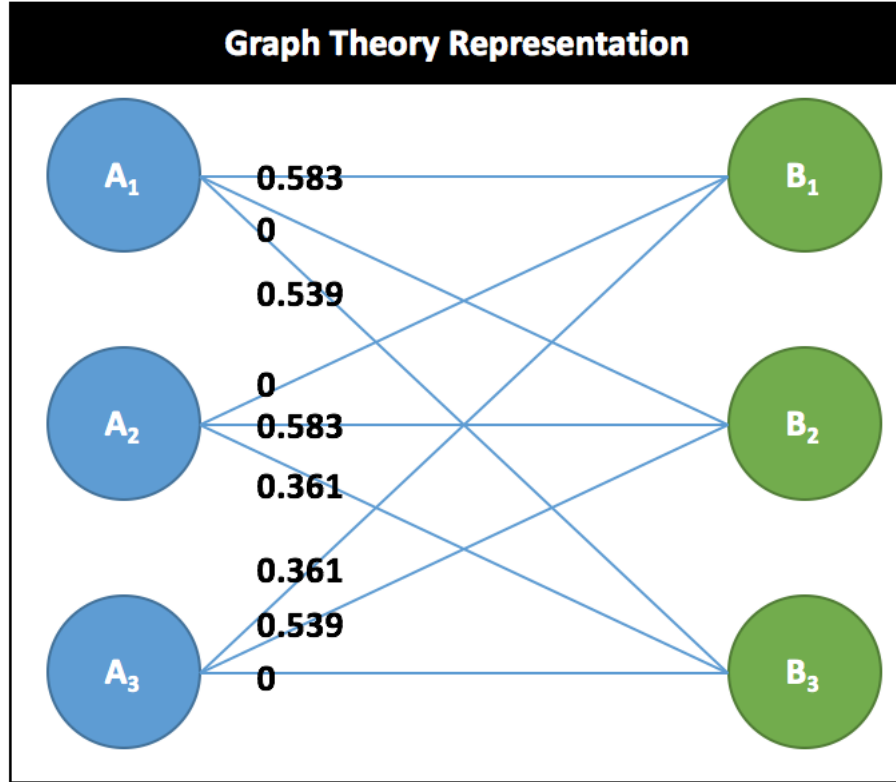 Graph Theory Representation
A₁
0.583
B₁
0
0.539
0
A₂
0.583
B₂
0.361
0.361
0.539
A₃
0
B₃